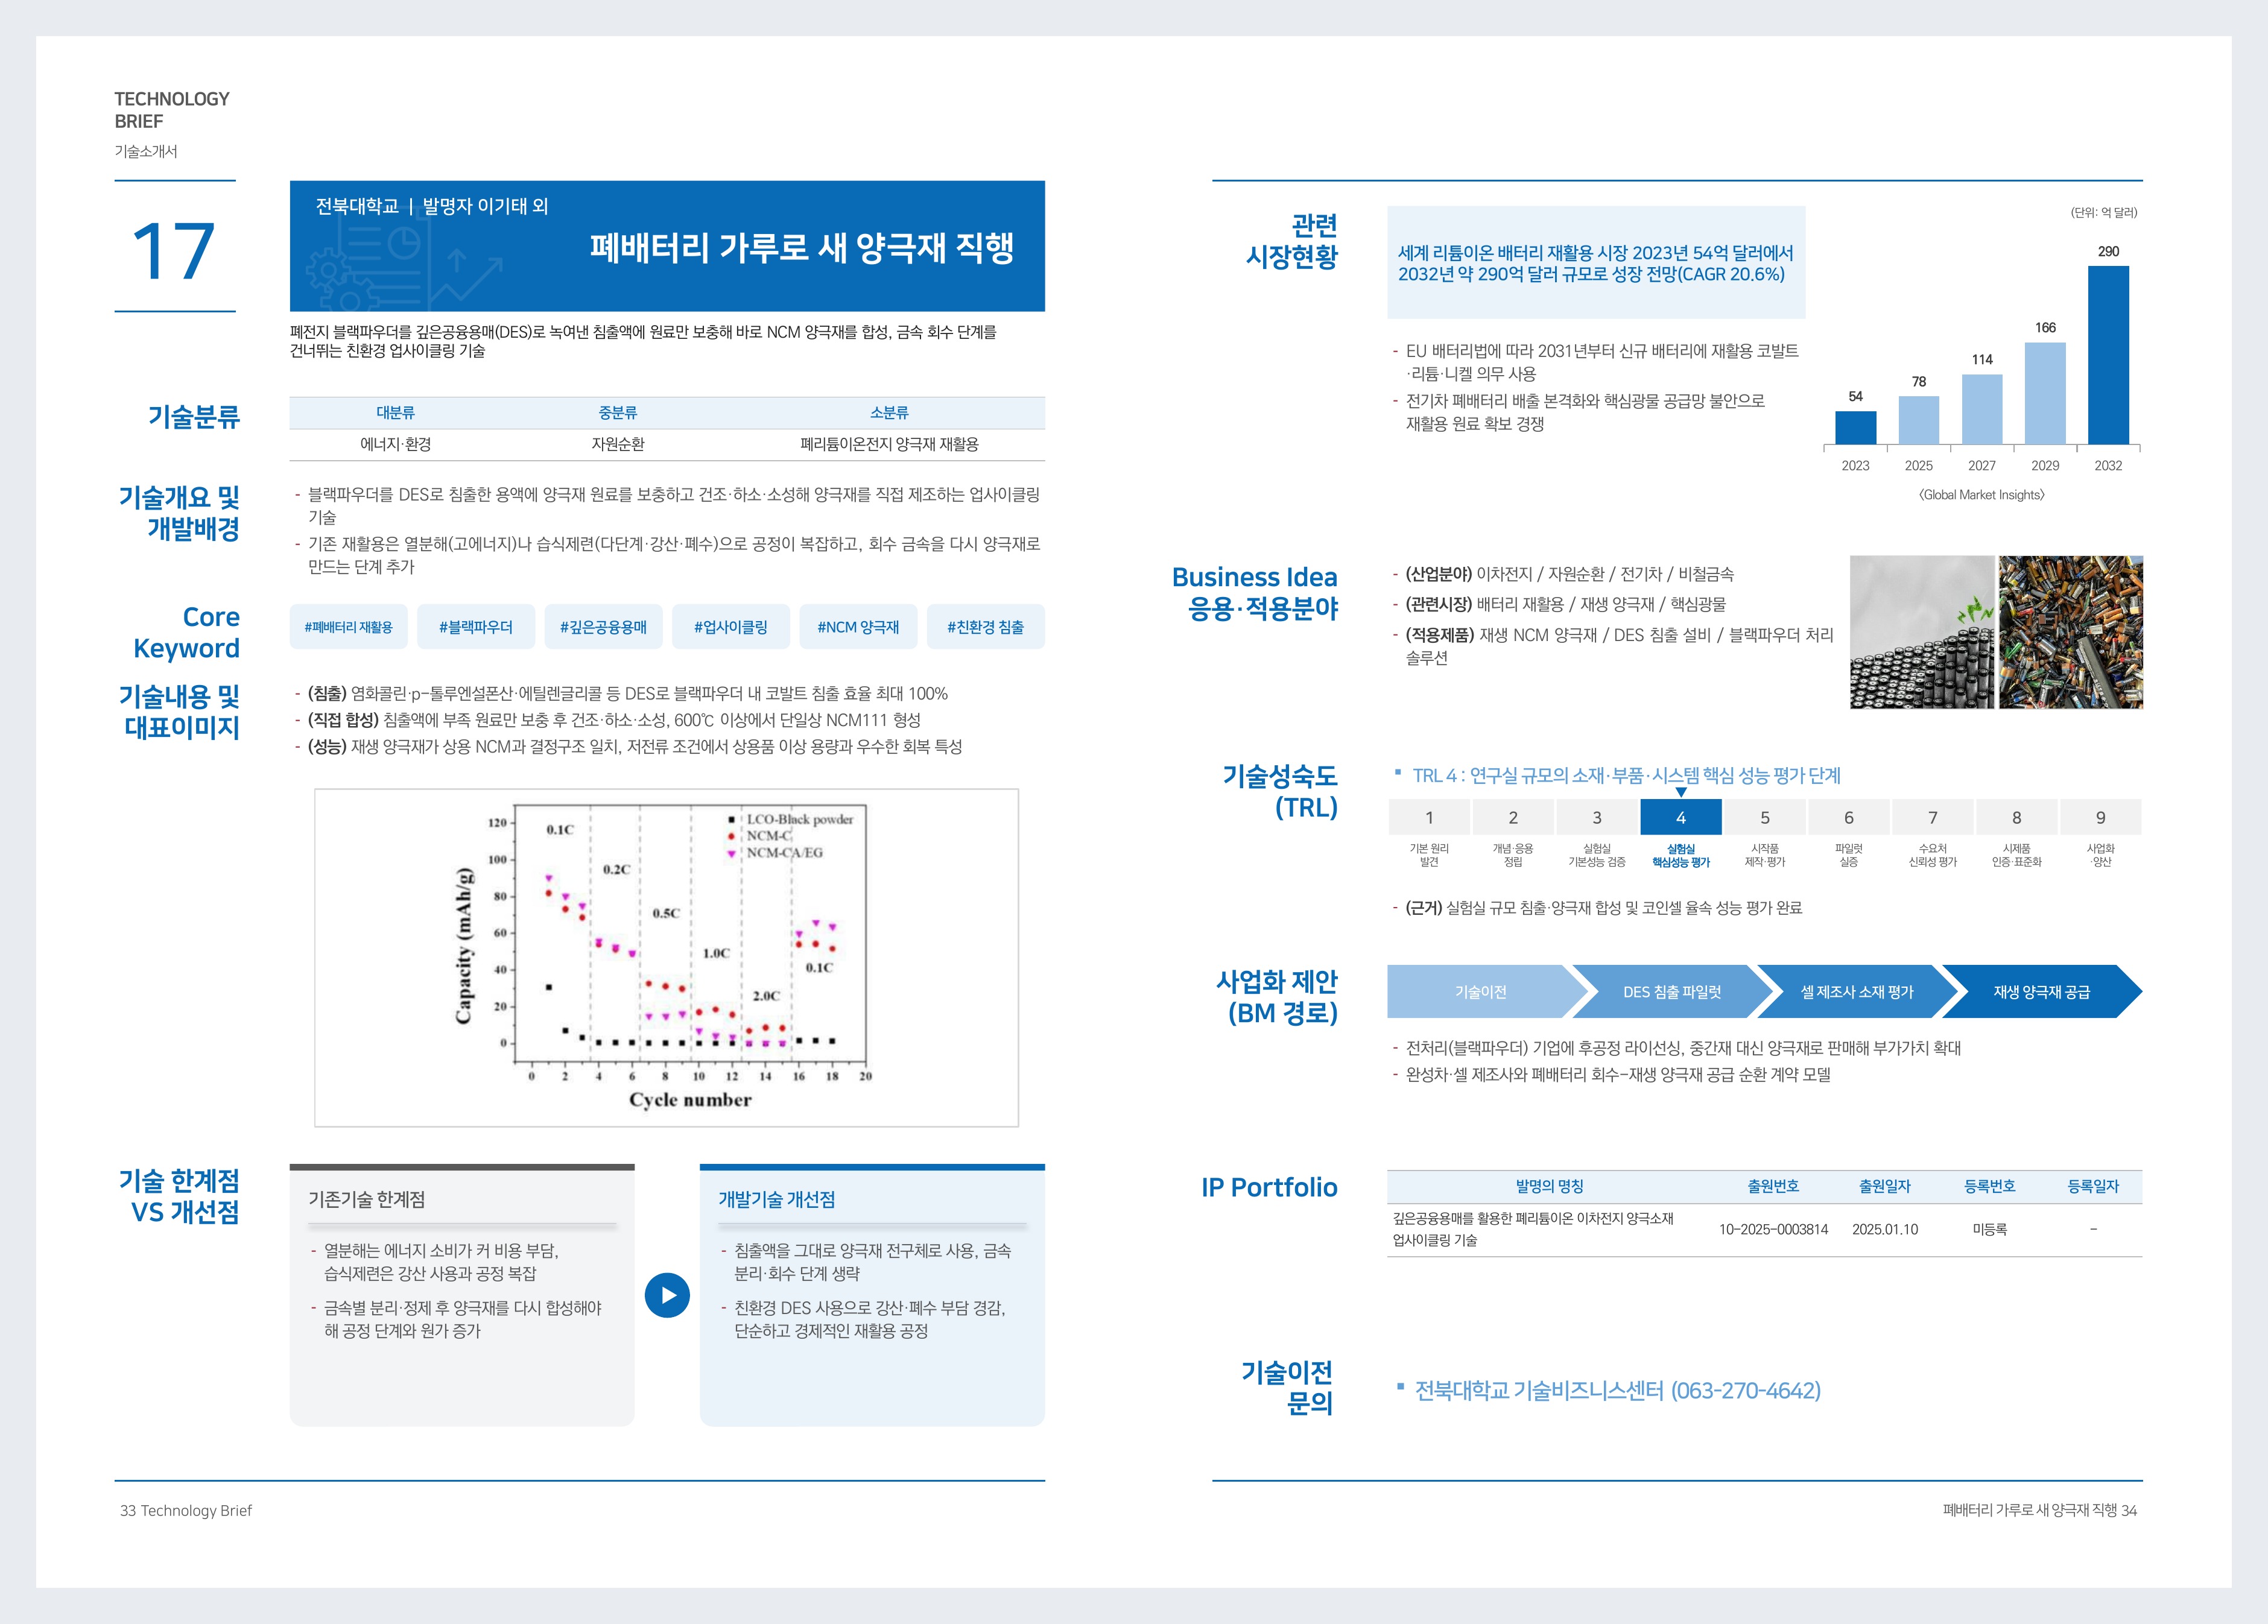 TECHNOLOGY
BRIEF
기술소개서
17
전북대학교 | 발명자 이기태 외
폐배터리 가루로 새 양극재 직행
폐전지 블랙파우더를 깊은공융용매(DES)로 녹여낸 침출액에 원료만 보충해 바로 NCM 양극재를 합성, 금속 회수 단계를
건너뛰는 친환경 업사이클링 기술
기술분류
대분류 중분류 소분류
에너지·환경 자원순환 폐리튬이온전지 양극재 재활용
기술개요 및
개발배경
- 블랙파우더를 DES로 침출한 용액에 양극재 원료를 보충하고 건조·하소·소성해 양극재를 직접 제조하는 업사이클링
기술
- 기존 재활용은 열분해(고에너지)나 습식제련(다단계·강산·폐수)으로 공정이 복잡하고, 회수 금속을 다시 양극재로
만드는 단계 추가
Core
Keyword
#폐배터리 재활용 #블랙파우더 #깊은공융용매 #업사이클링 #NCM 양극재 #친환경 침출
기술내용 및
대표이미지
- (침출) 염화콜린·p-톨루엔설폰산·에틸렌글리콜 등 DES로 블랙파우더 내 코발트 침출 효율 최대 100%
- (직접 합성) 침출액에 부족 원료만 보충 후 건조·하소·소성, 600℃ 이상에서 단일상 NCM111 형성
- (성능) 재생 양극재가 상용 NCM과 결정구조 일치, 저전류 조건에서 상용품 이상 용량과 우수한 회복 특성
Capacity (mAh/g)
120
100
80
60
40
20
0
0.1C
0.2C
0.5C
1.0C
2.0C
0.1C
LCO-Black powder
NCM-C
NCM-CA/EG
0 2 4 6 8 10 12 14 16 18 20
Cycle number
기술 한계점
VS 개선점
기존기술 한계점
- 열분해는 에너지 소비가 커 비용 부담,
습식제련은 강산 사용과 공정 복잡
- 금속별 분리·정제 후 양극재를 다시 합성해야
해 공정 단계와 원가 증가
개발기술 개선점
- 침출액을 그대로 양극재 전구체로 사용, 금속
분리·회수 단계 생략
- 친환경 DES 사용으로 강산·폐수 부담 경감,
단순하고 경제적인 재활용 공정
33 Technology Brief
관련
시장현황
세계 리튬이온 배터리 재활용 시장 2023년 54억 달러에서
2032년 약 290억 달러 규모로 성장 전망(CAGR 20.6%)
- EU 배터리법에 따라 2031년부터 신규 배터리에 재활용 코발트
·리튬·니켈 의무 사용
- 전기차 폐배터리 배출 본격화와 핵심광물 공급망 불안으로
재활용 원료 확보 경쟁
(단위: 억 달러)
54 78 114 166 290
2023 2025 2027 2029 2032
〈Global Market Insights〉
Business Idea
응용·적용분야
- (산업분야) 이차전지 / 자원순환 / 전기차 / 비철금속
- (관련시장) 배터리 재활용 / 재생 양극재 / 핵심광물
- (적용제품) 재생 NCM 양극재 / DES 침출 설비 / 블랙파우더 처리
솔루션
기술성숙도
(TRL)
▪ TRL 4 : 연구실 규모의 소재·부품·시스템 핵심 성능 평가 단계
1 2 3 4 5 6 7 8 9
기본 원리 개념·응용 실험실 실험실 시작품 파일럿 수요처 시제품 사업화
발견 정립 기본성능 검증 핵심성능 평가 제작·평가 실증 신뢰성 평가 인증·표준화 ·양산
- (근거) 실험실 규모 침출·양극재 합성 및 코인셀 율속 성능 평가 완료
사업화 제안
(BM 경로)
기술이전 DES 침출 파일럿 셀 제조사 소재 평가 재생 양극재 공급
- 전처리(블랙파우더) 기업에 후공정 라이선싱, 중간재 대신 양극재로 판매해 부가가치 확대
- 완성차·셀 제조사와 폐배터리 회수-재생 양극재 공급 순환 계약 모델
IP Portfolio
발명의 명칭 출원번호 출원일자 등록번호 등록일자
깊은공융용매를 활용한 폐리튬이온 이차전지 양극소재
업사이클링 기술
10-2025-0003814 2025.01.10 미등록 -
기술이전
문의
▪ 전북대학교 기술비즈니스센터 (063-270-4642)
폐배터리 가루로 새 양극재 직행 34